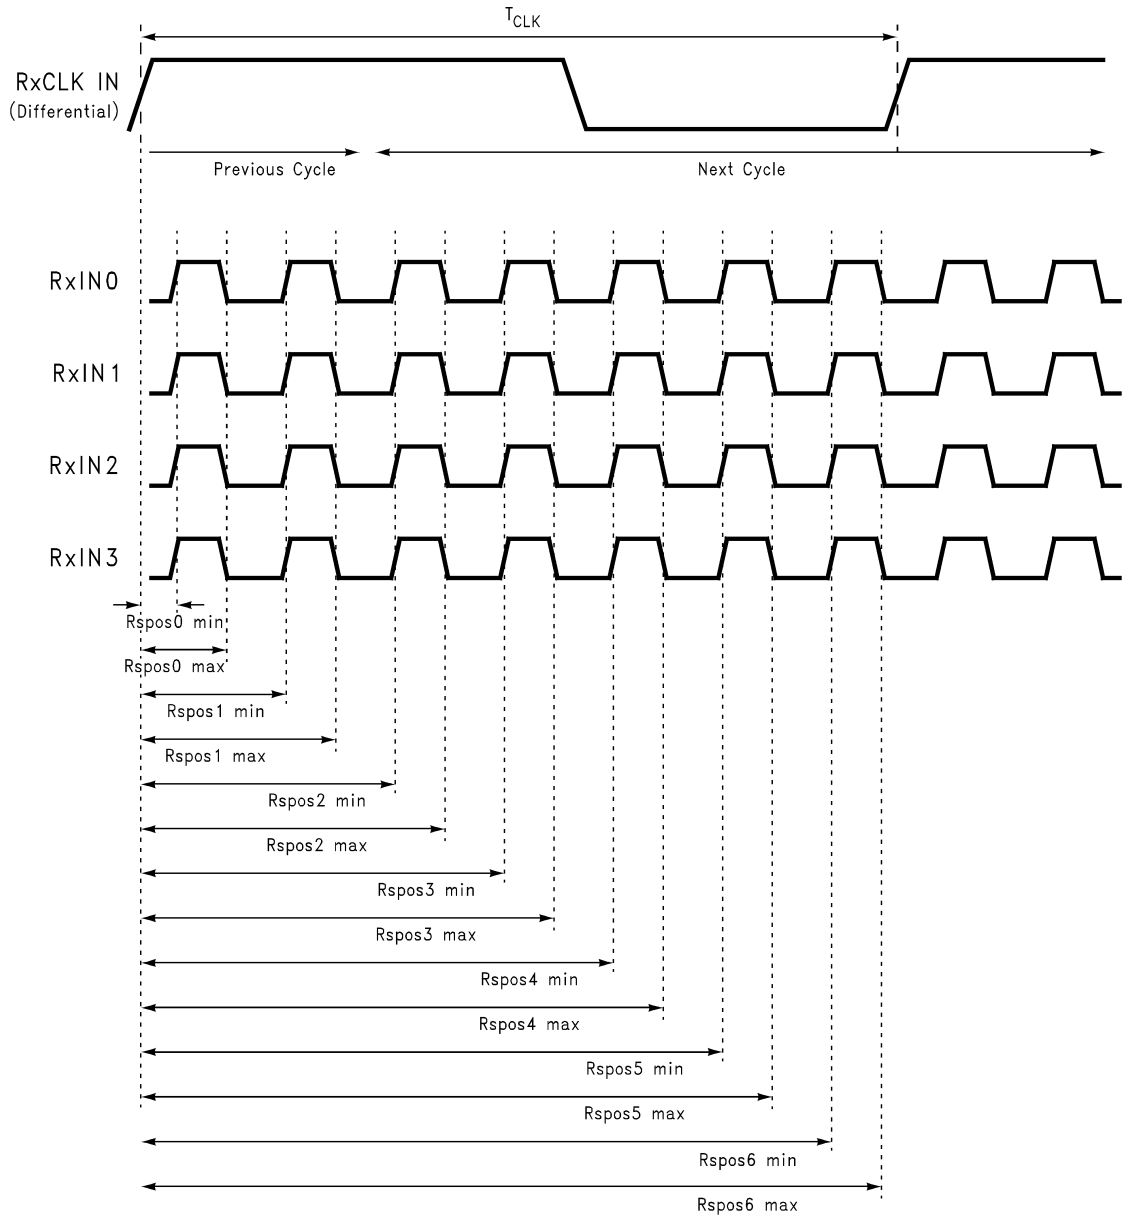 TCLK
RxCLK IN
(Differential)
Previous Cycle
Next Cycle
RxIN0
RxIN1
RxIN2
RxIN3
Rspos0 min
Rspos0 max
Rspos1 min
Rspos1 max
Rspos2 min
Rspos2 max
Rspos3 min
Rspos3 max
Rspos4 min
Rspos4 max
Rspos5 min
Rspos5 max
Rspos6 min
Rspos6 max